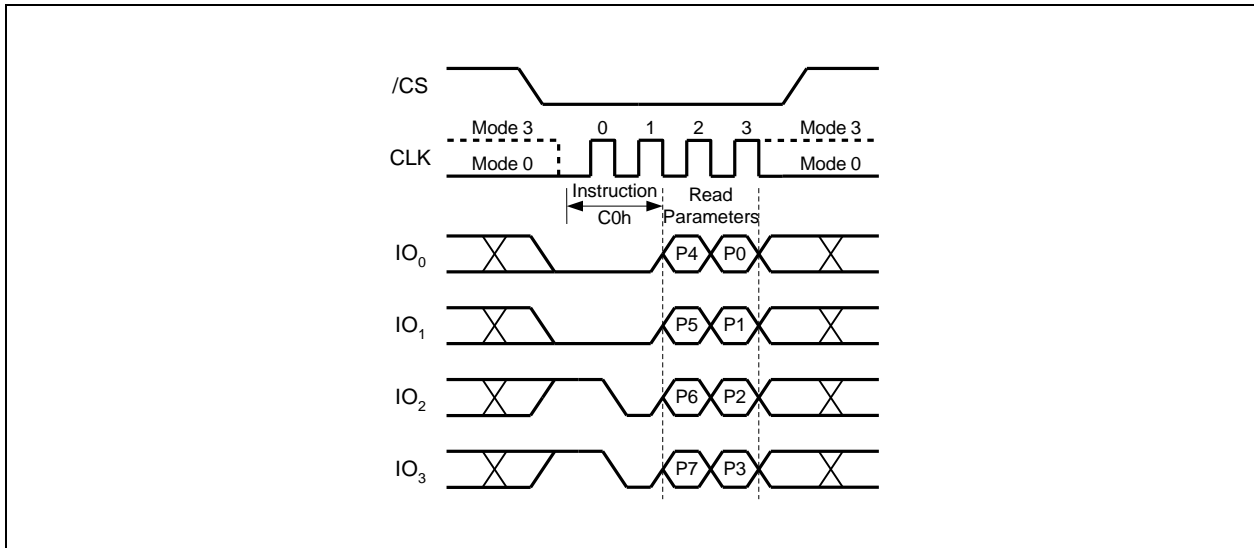 /CS
Mode 3 0 1 2 3 Mode 3
CLK
Mode 0 Mode 0
Instruction Read
C0h Parameters
IO0 P4 P0
IO1 P5 P1
IO2 P6 P2
IO3 P7 P3